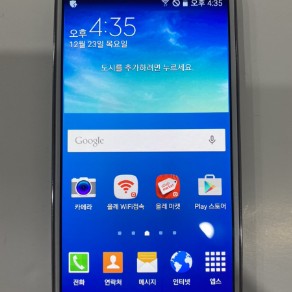 오후 4:35
오후 4:35
12월 23일 목요일
도시를 추가하려면 누르세요.
Google
카메라
올레 WiFi접속
올레 마켓
Play 스토어
전화
연락처
메시지
인터넷
앱스